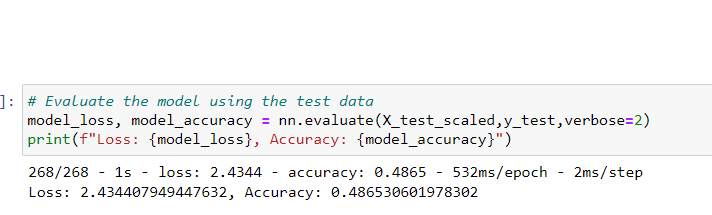 ]: # Evaluate the model using the test data
model_loss, model_accuracy = nn.evaluate(X_test_scaled,y_test,verbose=2)
print(f"Loss: {model_loss}, Accuracy: {model_accuracy}")
268/268 - 1s - loss: 2.4344 - accuracy: 0.4865 - 532ms/epoch - 2ms/step
Loss: 2.434407949447632, Accuracy: 0.486530601978302